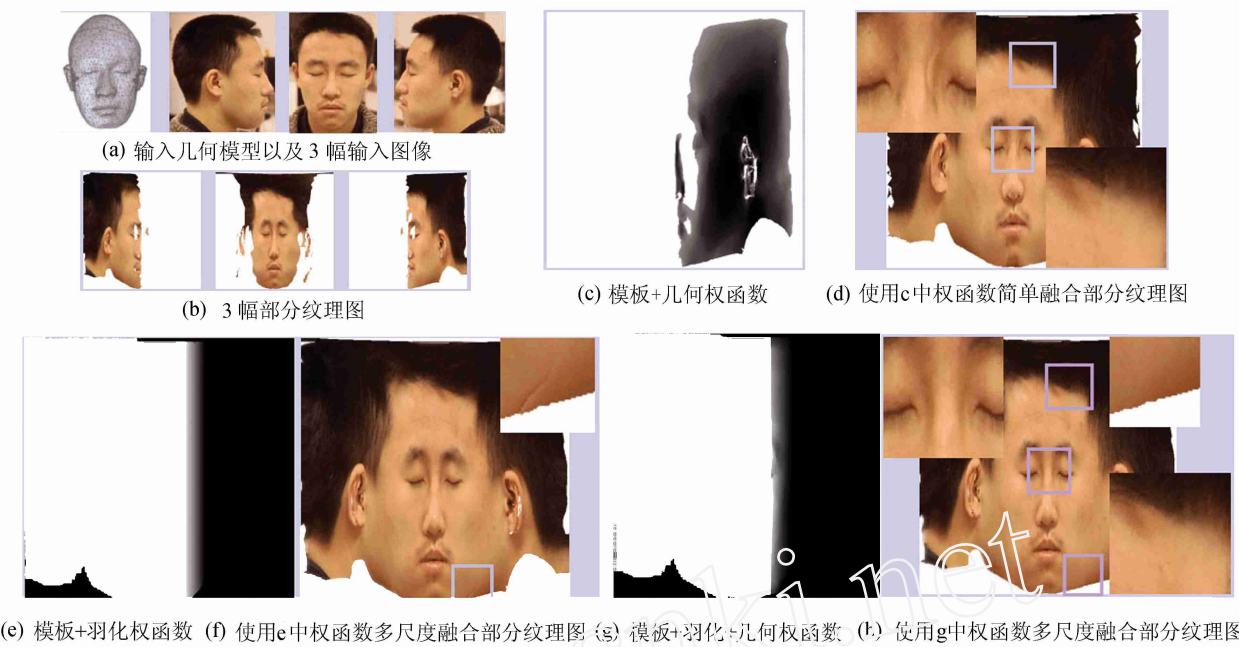 (a) 输入几何模型以及3幅输入图像
(b) 3幅部分纹理图
(c) 模板+几何权函数
(d) 使用c中权函数简单融合部分纹理图
(e) 模板+羽化权函数
(f) 使用e中权函数多尺度融合部分纹理图
(g) 模板+羽化+几何权函数
(h) 使用g中权函数多尺度融合部分纹理图
nki.net